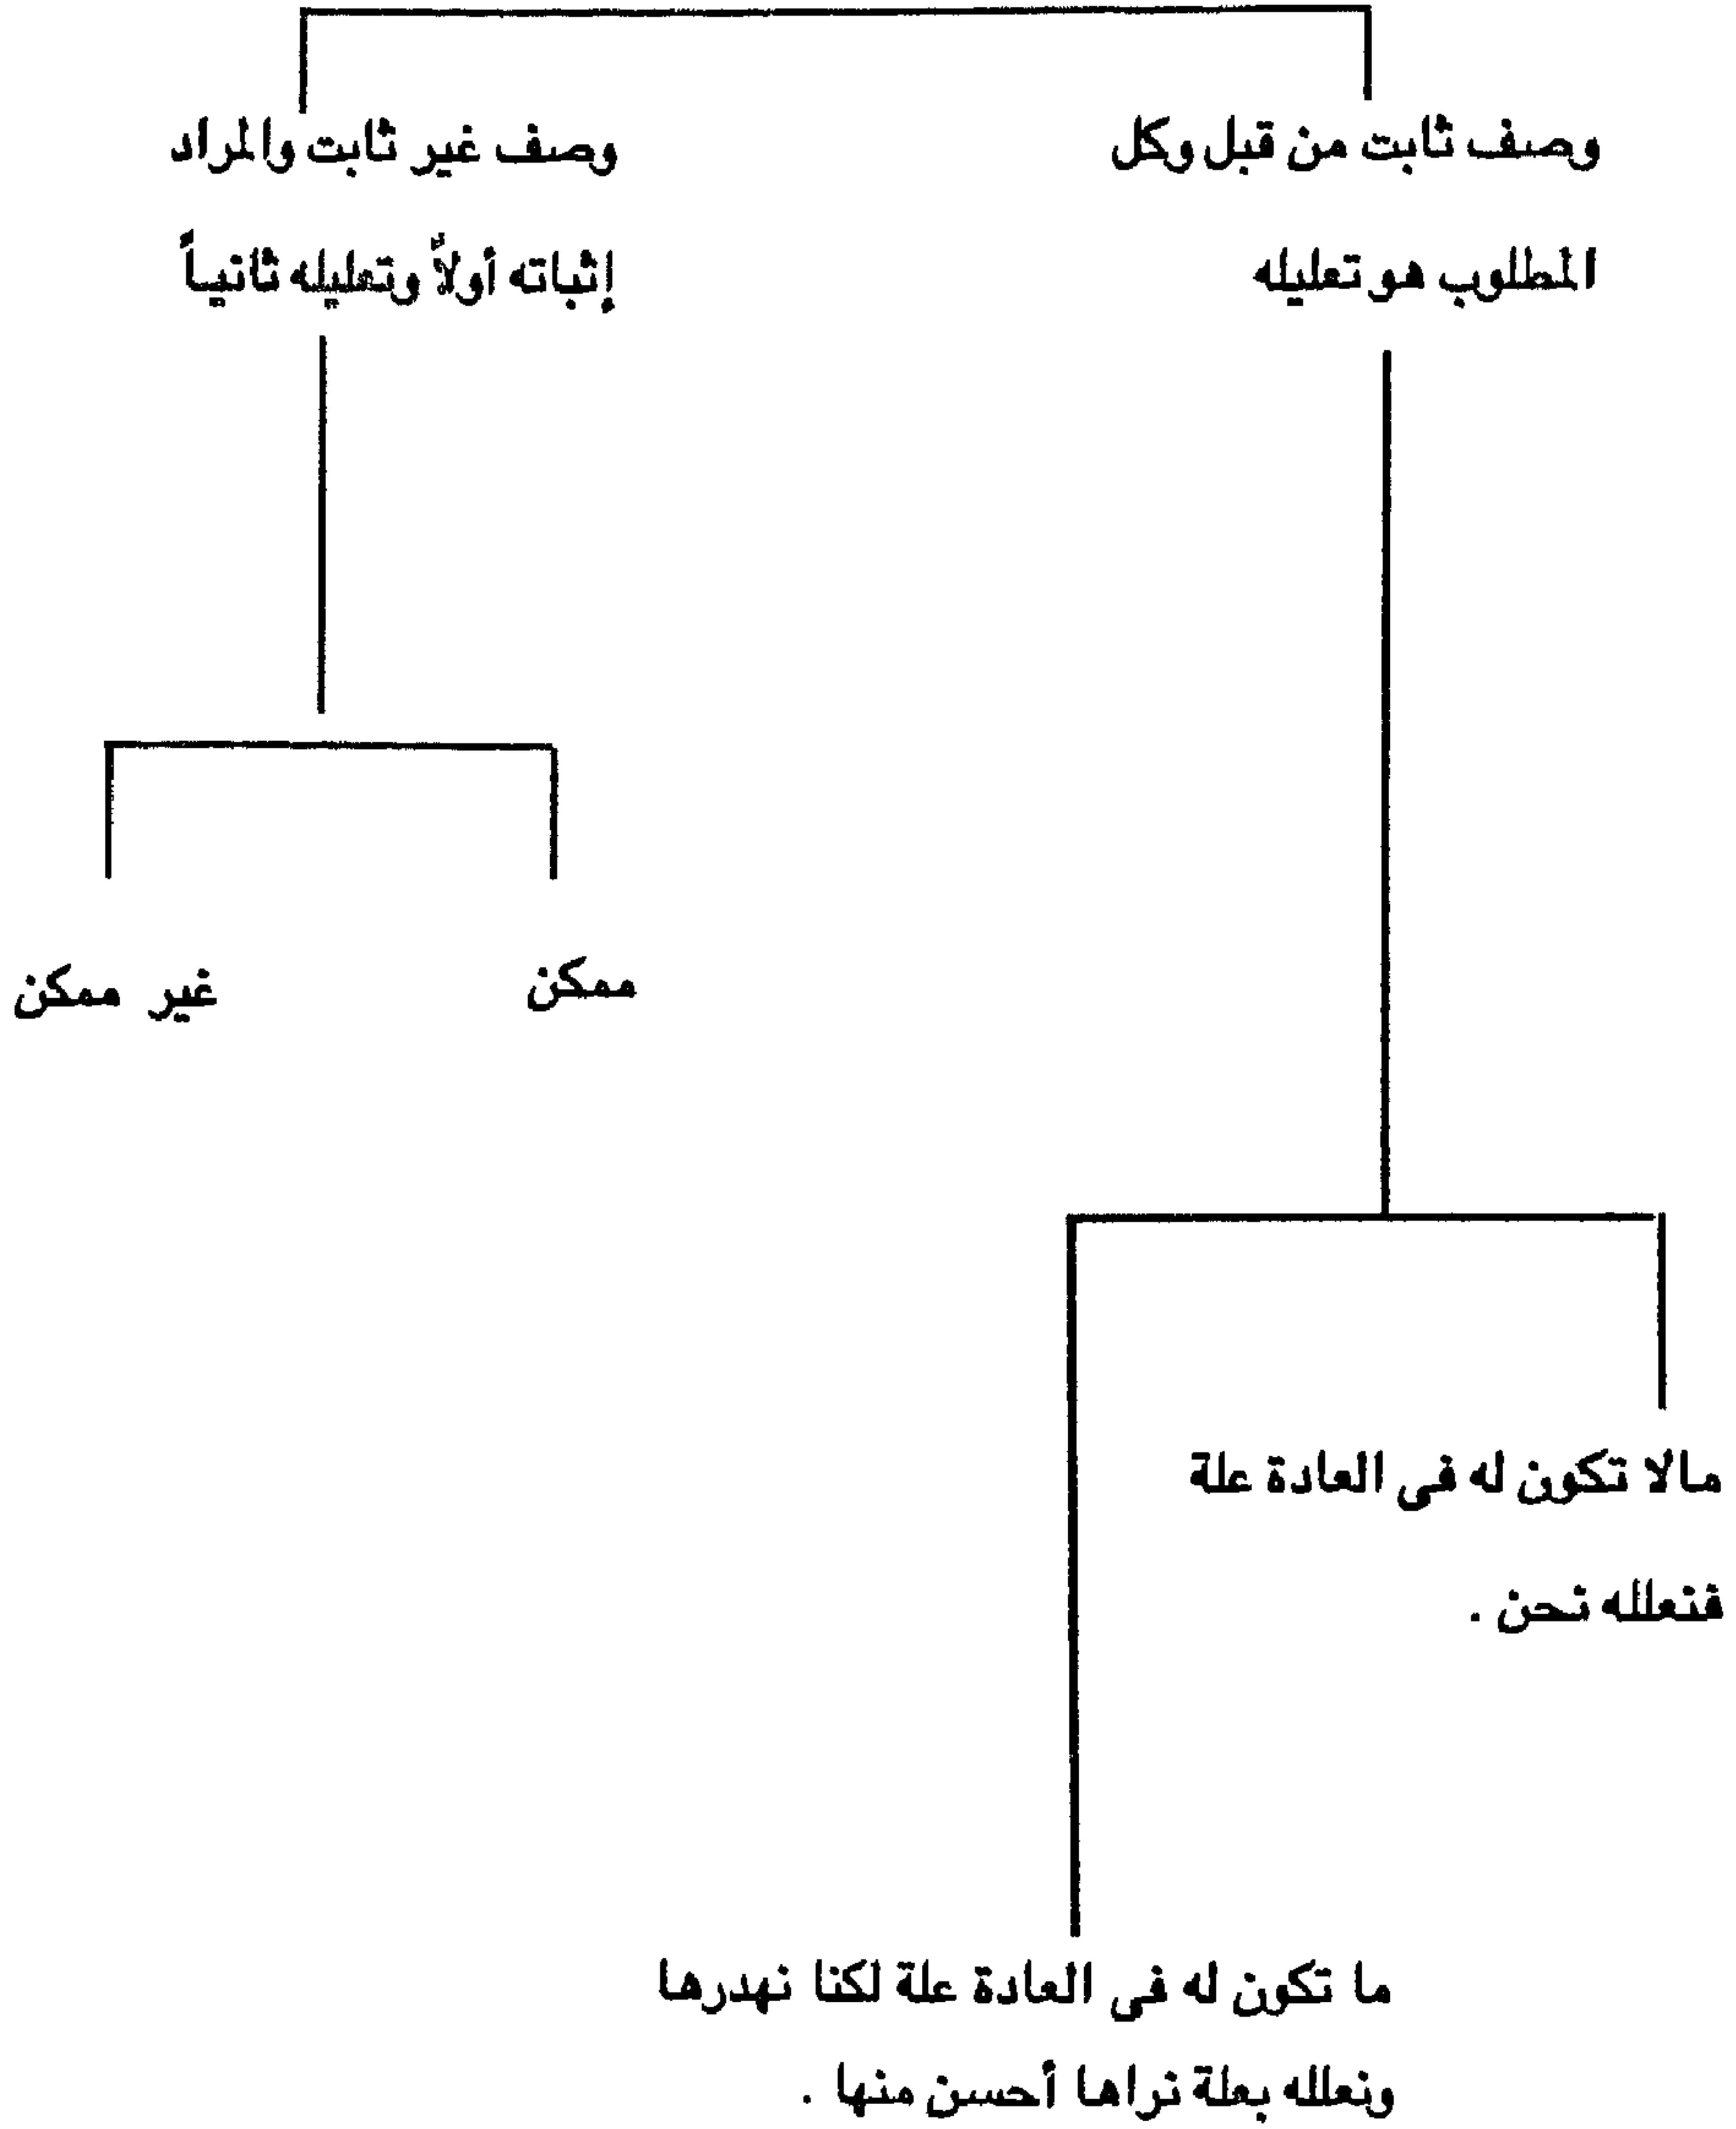 وصف ثابت من قبل وكل
المطلوب هو تعليله
وصف غير ثابت والمراد
إثباته أولاً وتعليله ثانياً
ممكن
غير ممكن
مالا تكون له فى العادة علة
فنعلله نحن .
ما تكون له فى العادة علة لكنا نهدرها
ونعلله بعلة نراها أحسن منها .